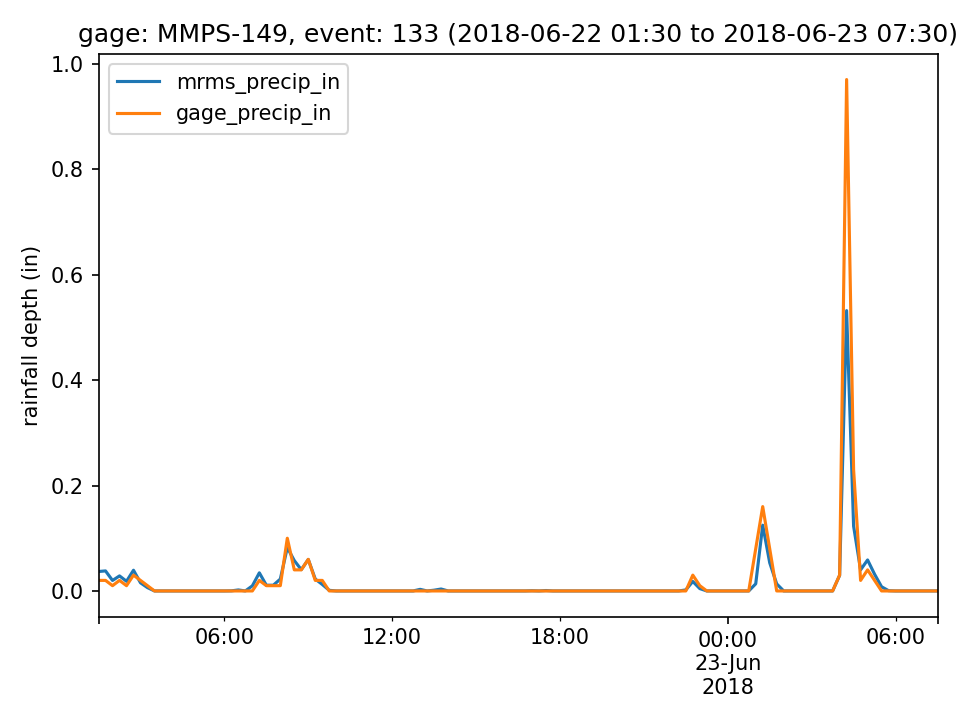 gage: MMPS-149, event: 133 (2018-06-22 01:30 to 2018-06-23 07:30)
mrms_precip_in
gage_precip_in
rainfall depth (in)
1.0
0.8
0.6
0.4
0.2
0.0
06:00
12:00
18:00
00:00
23-Jun
2018
06:00